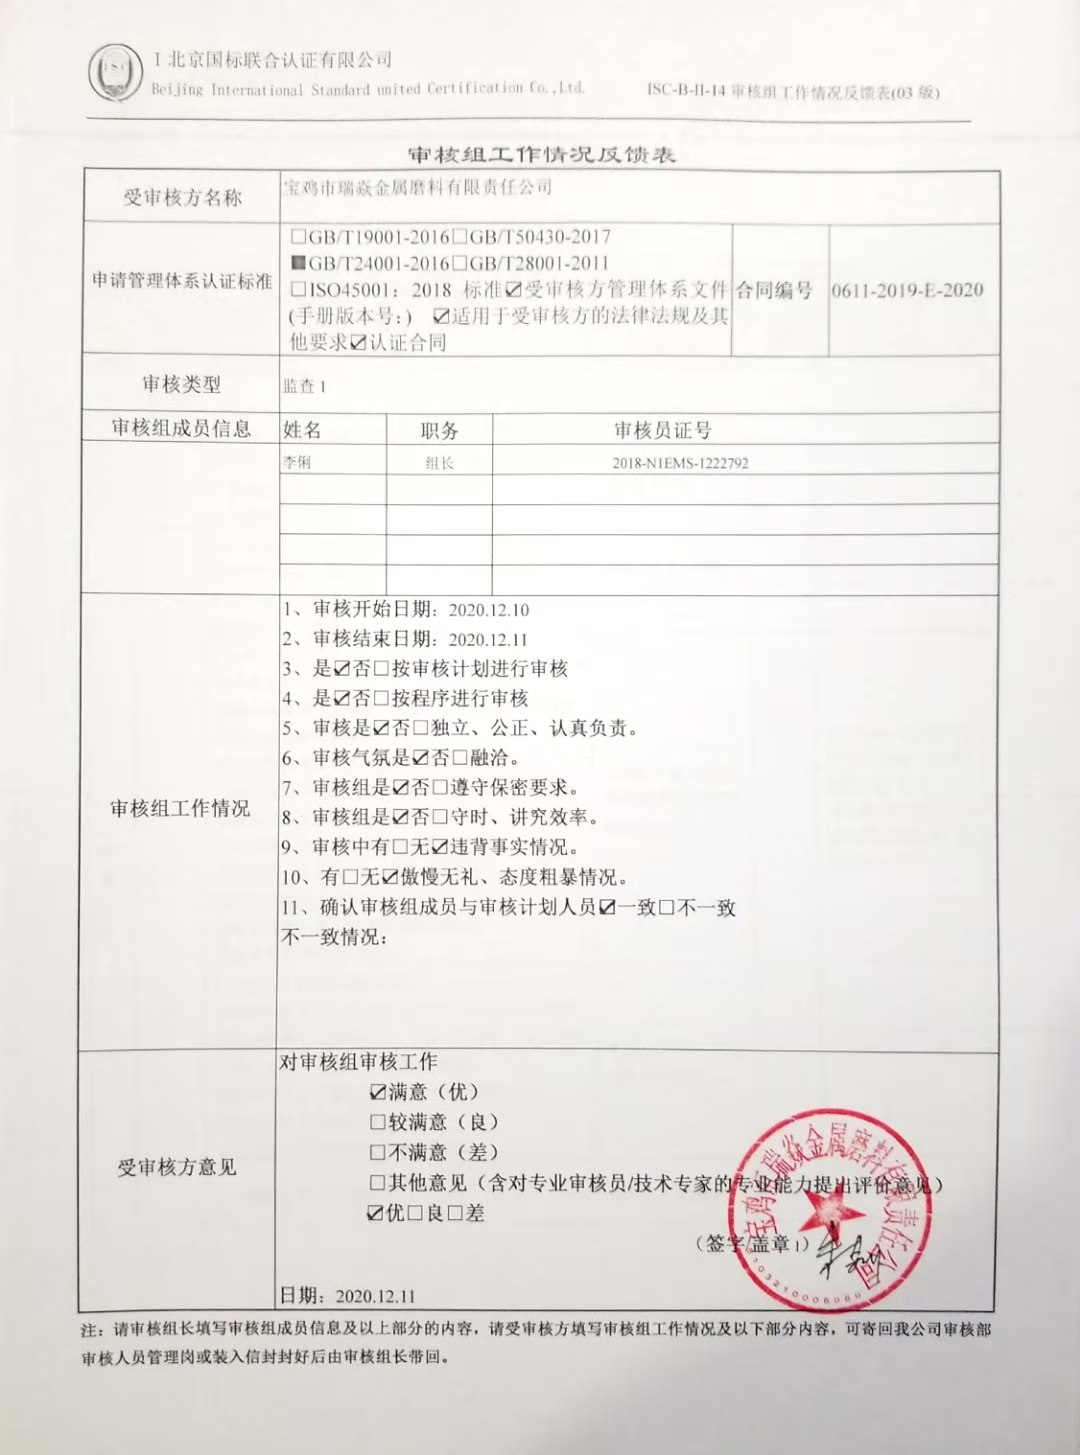 I 北京国标联合认证有限公司
Beijing International Standard united Certification Co.,Ltd.
ISC-B-II-14 审核组工作情况反馈表(03 版)
ISC
审核组工作情况反馈表
受审核方名称 宝鸡市瑞焱金属磨料有限责任公司
申请管理体系认证标准
□GB/T19001-2016□GB/T50430-2017
■GB/T24001-2016□GB/T28001-2011
□ISO45001：2018 标准☑受审核方管理体系文件
(手册版本号:) ☑适用于受审核方的法律法规及其
他要求☑认证合同
合同编号 0611-2019-E-2020
审核类型 监查 1
审核组成员信息 姓名 职务 审核员证号
李俐 组长 2018-N1EMS-1222792
审核组工作情况
1、审核开始日期：2020.12.10
2、审核结束日期：2020.12.11
3、是☑否□按审核计划进行审核
4、是☑否□按程序进行审核
5、审核是☑否□独立、公正、认真负责。
6、审核气氛是☑否□融洽。
7、审核组是☑否□遵守保密要求。
8、审核组是☑否□守时、讲究效率。
9、审核中有□无☑违背事实情况。
10、有□无☑傲慢无礼、态度粗暴情况。
11、确认审核组成员与审核计划人员☑一致□不一致
不一致情况：
受审核方意见
对审核组审核工作
☑满意（优）
□较满意（良）
□不满意（差）
□其他意见（含对专业审核员/技术专家的专业能力提出评价意见）
☑优□良□差
（签字/盖章 1）
宝鸡市瑞焱金属磨料有限责任公司
日期：2020.12.11
注：请审核组长填写审核组成员信息及以上部分的内容，请受审核方填写审核组工作情况及以下部分内容，可寄回我公司审核部
审核人员管理岗或装入信封封好后由审核组长带回。